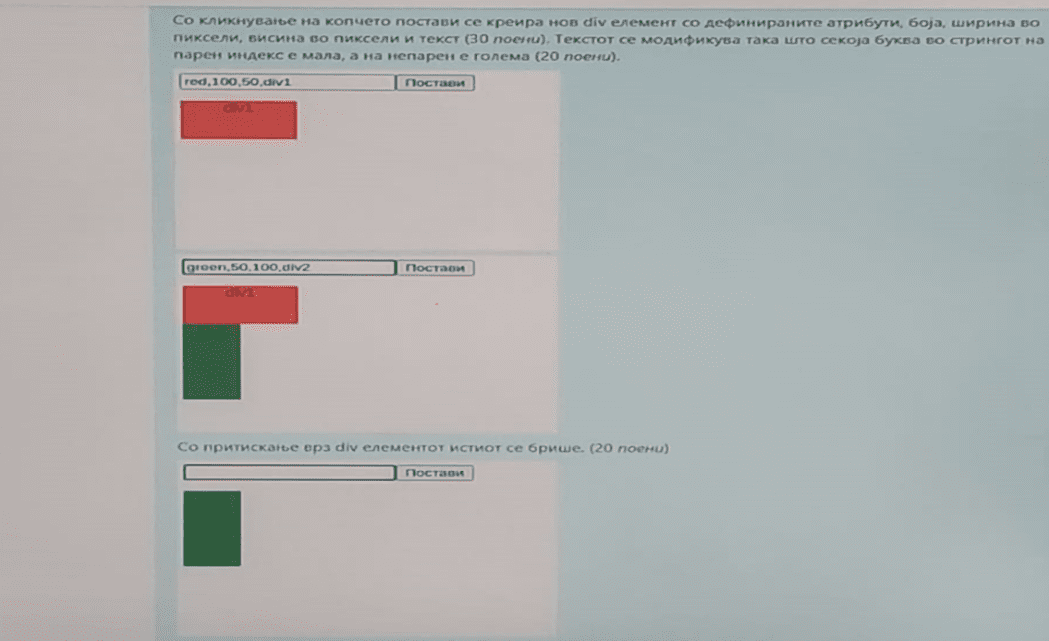 Со кликнување на копчето постави се креира нов div елемент со дефинираните атрибути, боја, ширина во
пиксели, висина во пиксели и текст (30 поени). Текстот се модификува така што секоја буква во стрингот на
парен индекс е мала, а на непарен е голема (20 поени).
red,100,50,div1 Постави
div1
green,50,100,div2 Постави
div1
Со притискање врз div елементот истиот се брише. (20 поени)
Постави